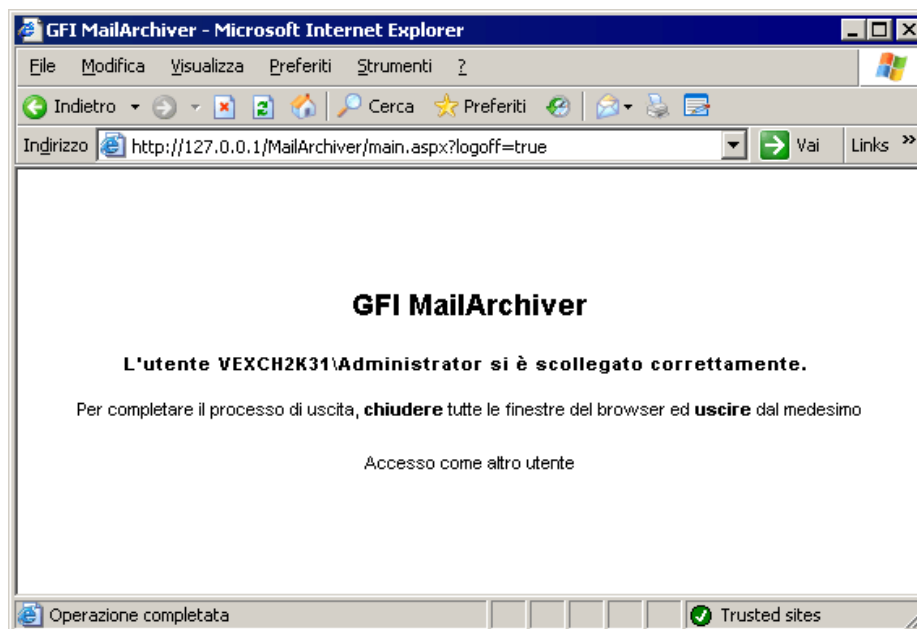 GFI MailArchiver - Microsoft Internet Explorer
File Modifica Visualizza Preferiti Strumenti ?
Indietro Cerca Preferiti
Indirizzo http://127.0.0.1/MailArchiver/main.aspx?logoff=true Vai Links »
GFI MailArchiver
L'utente VEXCH2K31\Administrator si è scollegato correttamente.
Per completare il processo di uscita, chiudere tutte le finestre del browser ed uscire dal medesimo
Accesso come altro utente
Operazione completata Trusted sites